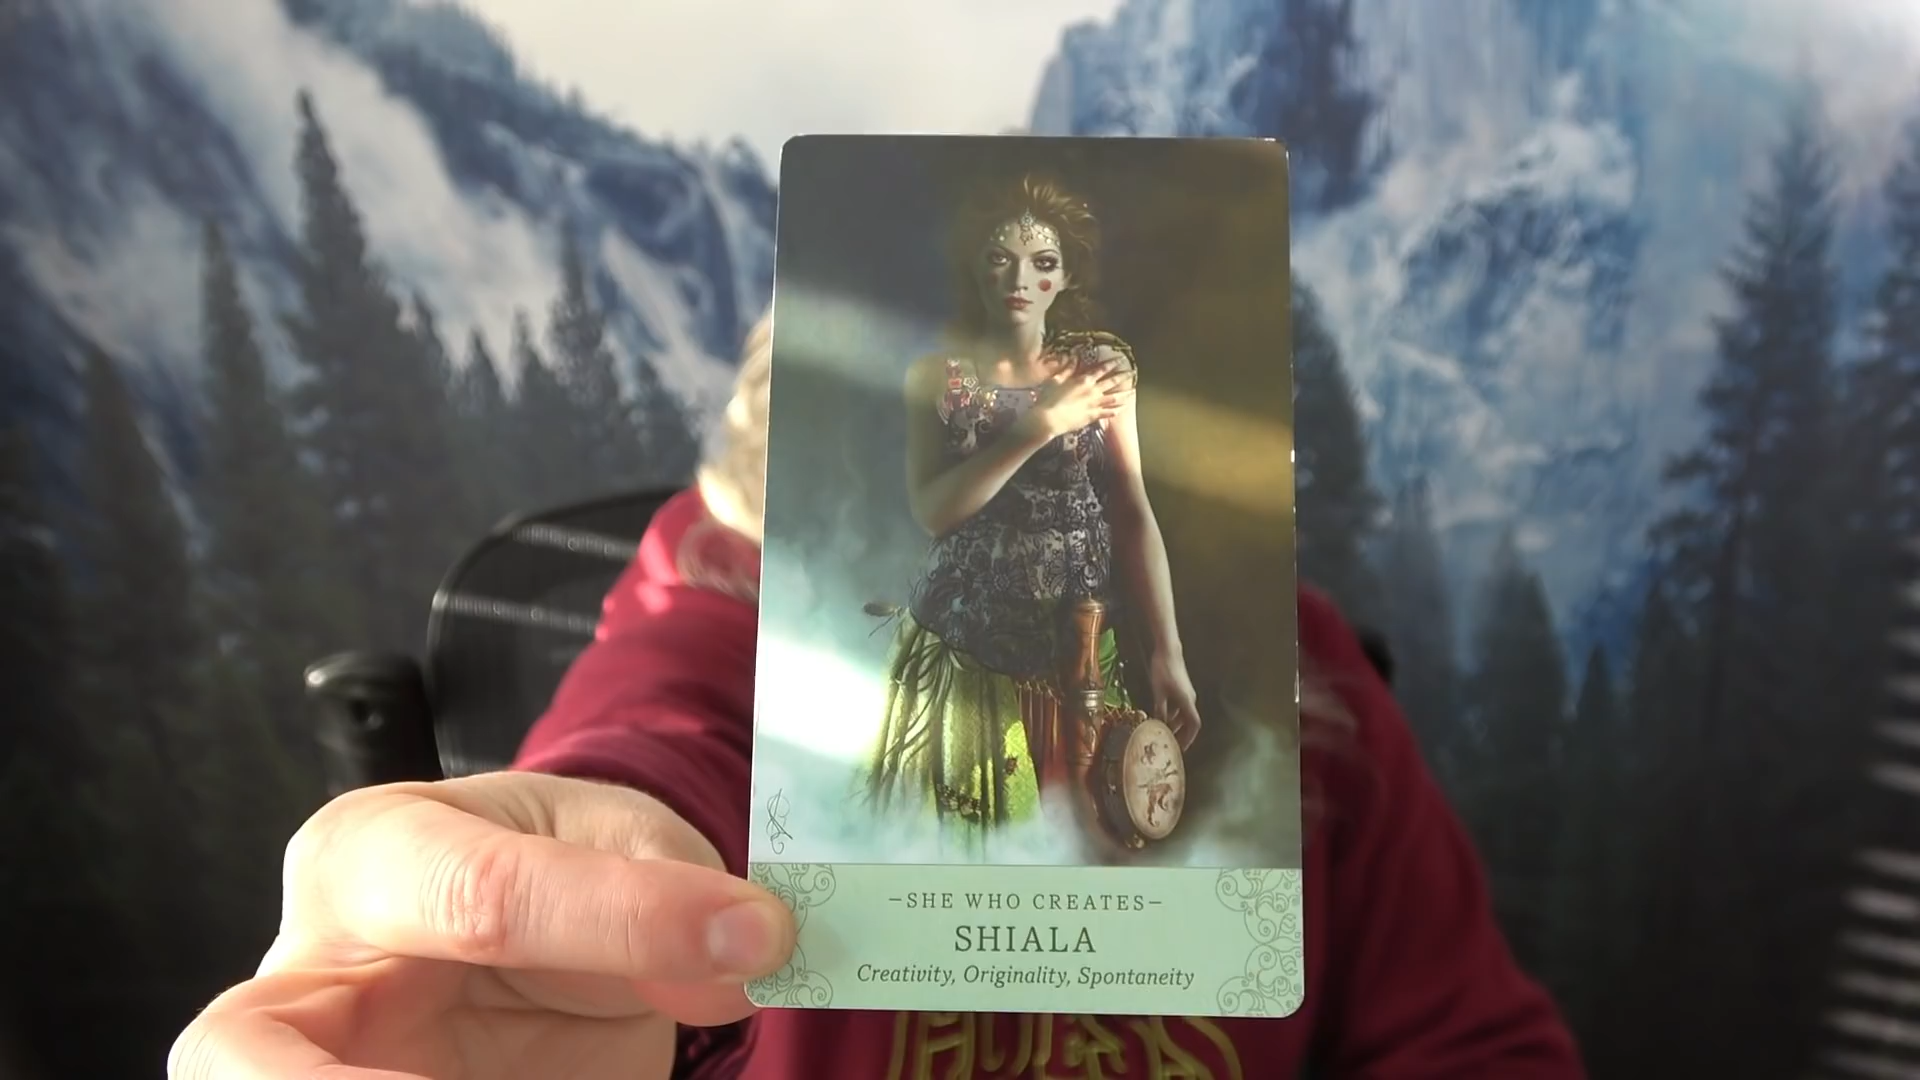 —SHE WHO CREATES—
SHIALA
Creativity, Originality, Spontaneity